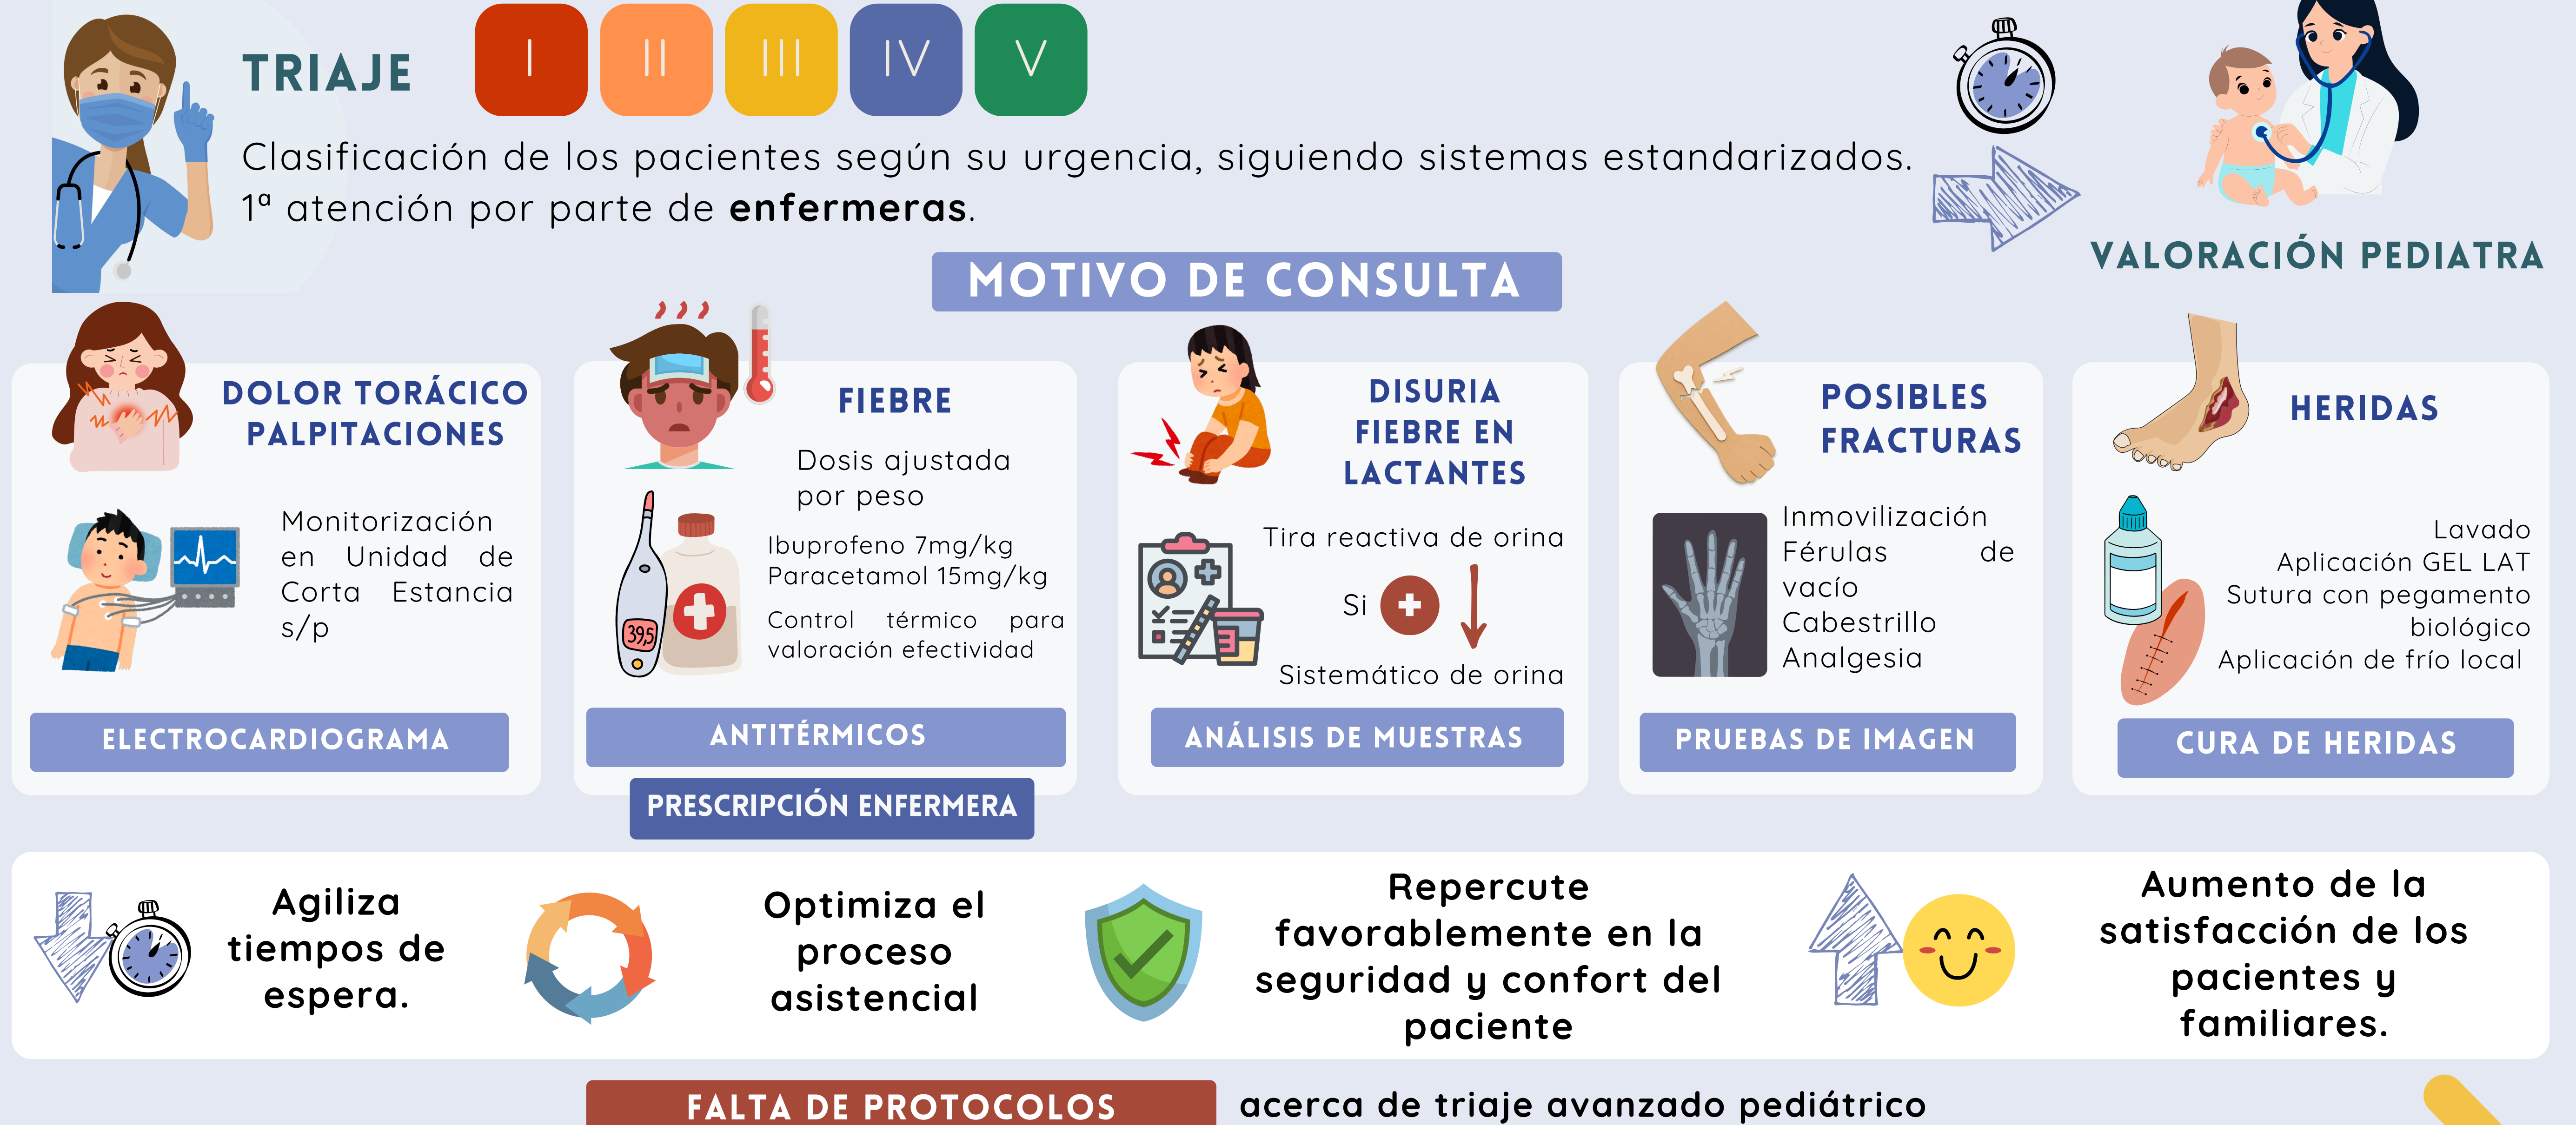 TRIAJE
I II III IV V
Clasificación de los pacientes según su urgencia, siguiendo sistemas estandarizados.
1ª atención por parte de enfermeras.
VALORACIÓN PEDIATRA
MOTIVO DE CONSULTA
DOLOR TORÁCICO
PALPITACIONES
Monitorización
en Unidad de
Corta Estancia
s/p
ELECTROCARDIOGRAMA
FIEBRE
Dosis ajustada
por peso
Ibuprofeno 7mg/kg
Paracetamol 15mg/kg
Control térmico para
valoración efectividad
39,5
ANTITÉRMICOS
PRESCRIPCIÓN ENFERMERA
DISURIA
FIEBRE EN
LACTANTES
Tira reactiva de orina
Si +
Sistemático de orina
ANÁLISIS DE MUESTRAS
POSIBLES
FRACTURAS
Inmovilización
Férulas de
vacío
Cabestrillo
Analgesia
PRUEBAS DE IMAGEN
HERIDAS
Lavado
Aplicación GEL LAT
Sutura con pegamento
biológico
Aplicación de frío local
CURA DE HERIDAS
Agiliza
tiempos de
espera.
Optimiza el
proceso
asistencial
Repercute
favorablemente en la
seguridad y confort del
paciente
Aumento de la
satisfacción de los
pacientes y
familiares.
FALTA DE PROTOCOLOS acerca de triaje avanzado pediátrico